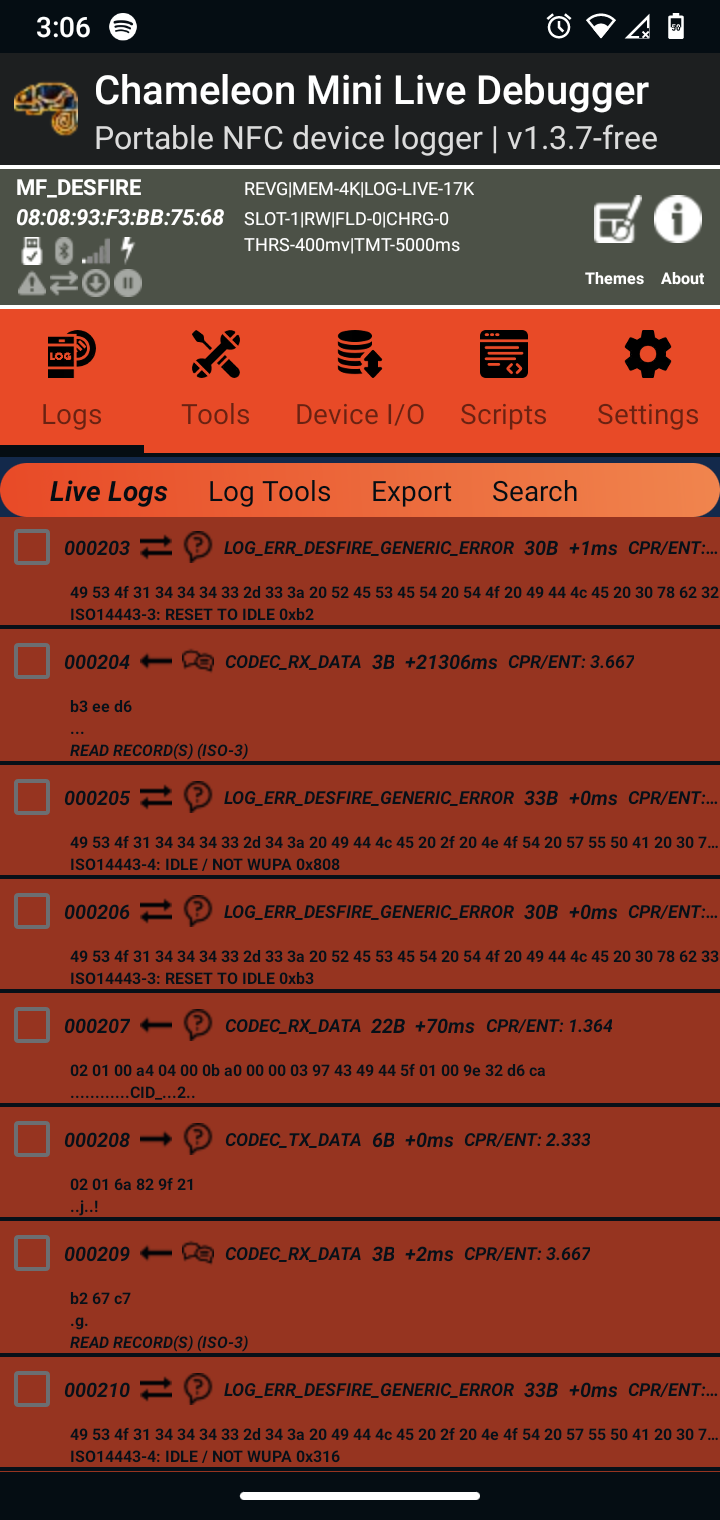 3:06
50
Chameleon Mini Live Debugger
Portable NFC device logger | v1.3.7-free
MF_DESFIRE
08:08:93:F3:BB:75:68
REVG|MEM-4K|LOG-LIVE-17K
SLOT-1|RW|FLD-0|CHRG-0
THRS-400mv|TMT-5000ms
Themes About
LOG
Logs Tools Device I/O Scripts Settings
Live Logs Log Tools Export Search
000203 LOG_ERR_DESFIRE_GENERIC_ERROR 30B +1ms CPR/ENT:...
49 53 4f 31 34 34 34 33 2d 33 3a 20 52 45 53 45 54 20 54 4f 20 49 44 4c 45 20 30 78 62 32
ISO14443-3: RESET TO IDLE 0xb2
000204 CODEC_RX_DATA 3B +21306ms CPR/ENT: 3.667
b3 ee d6
...
READ RECORD(S) (ISO-3)
000205 LOG_ERR_DESFIRE_GENERIC_ERROR 33B +0ms CPR/ENT:...
49 53 4f 31 34 34 34 33 2d 34 3a 20 49 44 4c 45 20 2f 20 4e 4f 54 20 57 55 50 41 20 30 7...
ISO14443-4: IDLE / NOT WUPA 0x808
000206 LOG_ERR_DESFIRE_GENERIC_ERROR 30B +0ms CPR/ENT:...
49 53 4f 31 34 34 34 33 2d 33 3a 20 52 45 53 45 54 20 54 4f 20 49 44 4c 45 20 30 78 62 33
ISO14443-3: RESET TO IDLE 0xb3
000207 CODEC_RX_DATA 22B +70ms CPR/ENT: 1.364
02 01 00 a4 04 00 0b a0 00 00 03 97 43 49 44 5f 01 00 9e 32 d6 ca
............CID_...2..
000208 CODEC_TX_DATA 6B +0ms CPR/ENT: 2.333
02 01 6a 82 9f 21
..j..!
000209 CODEC_RX_DATA 3B +2ms CPR/ENT: 3.667
b2 67 c7
.g.
READ RECORD(S) (ISO-3)
000210 LOG_ERR_DESFIRE_GENERIC_ERROR 33B +0ms CPR/ENT:...
49 53 4f 31 34 34 34 33 2d 34 3a 20 49 44 4c 45 20 2f 20 4e 4f 54 20 57 55 50 41 20 30 7...
ISO14443-4: IDLE / NOT WUPA 0x316